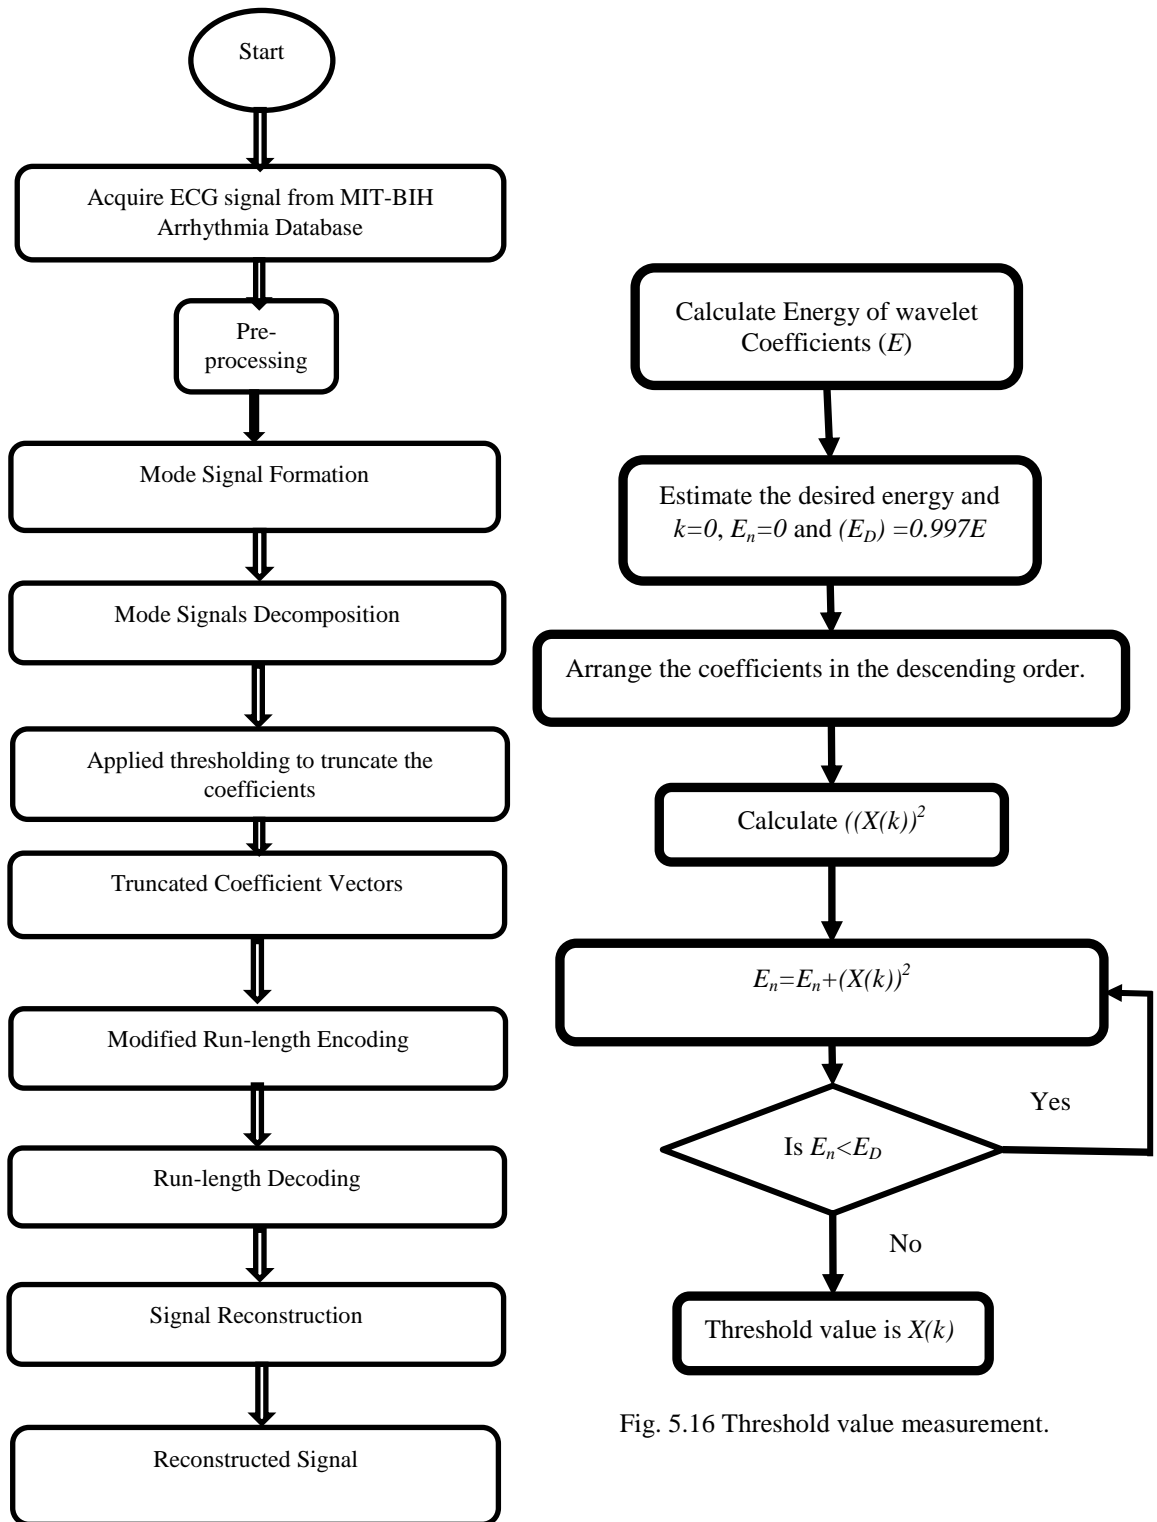 Start
Acquire ECG signal from MIT-BIH
Arrhythmia Database
Pre-
processing
Mode Signal Formation
Mode Signals Decomposition
Applied thresholding to truncate the
coefficients
Truncated Coefficient Vectors
Modified Run-length Encoding
Run-length Decoding
Signal Reconstruction
Reconstructed Signal
Calculate Energy of wavelet
Coefficients (E)
Estimate the desired energy and
k=0, Eₙ=0 and (E_D) =0.997E
Arrange the coefficients in the descending order.
Calculate ((X(k))²
Eₙ=Eₙ+(X(k))²
Is Eₙ<E_D
Yes
No
Threshold value is X(k)
Fig. 5.16 Threshold value measurement.